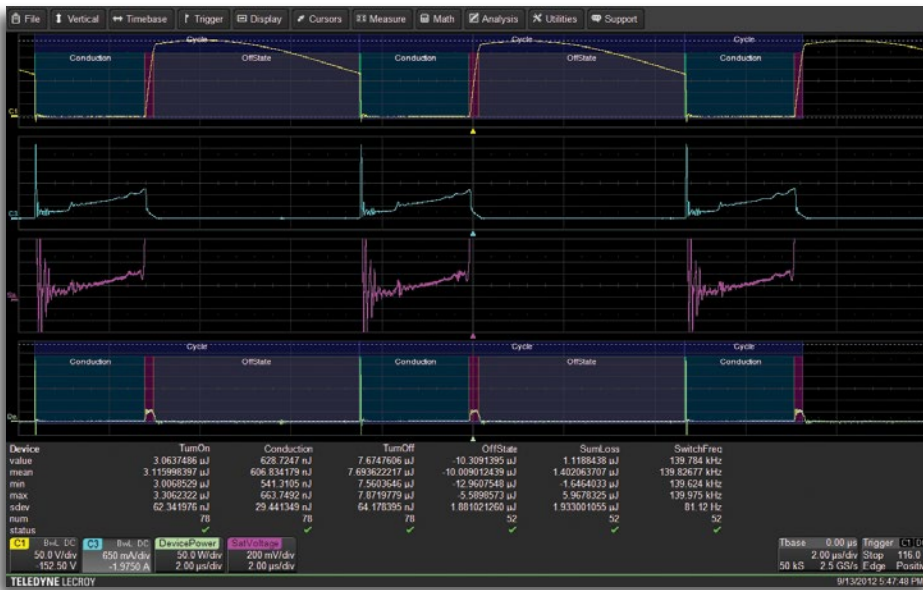 File Vertical Timebase Trigger Display Cursors Measure Math Analysis Utilities Support
Cycle Cycle Cycle
Conduction OffState Conduction OffState Conduction
C1
C3
Cycle Cycle Cycle
Conduction OffState Conduction OffState Conduction
De
Device TurnOn Conduction TurnOff OffState SumLoss SwitchFreq
value 3.0637486 µJ 628.7247 nJ 7.6747606 µJ -10.3091395 µJ 1.1188438 µJ 139.784 kHz
mean 3.115998397 µJ 606.834179 nJ 7.693622217 µJ -10.009012439 µJ 1.402063707 µJ 139.82677 kHz
min 3.0068529 µJ 541.3105 nJ 7.5603646 µJ -12.9607548 µJ -1.6464033 µJ 139.624 kHz
max 3.3062322 µJ 663.7492 nJ 7.8719779 µJ -5.5898573 µJ 5.9678325 µJ 139.975 kHz
sdev 62.341976 nJ 29.441349 nJ 64.178395 nJ 1.881021260 µJ 1.933001055 µJ 81.12 Hz
num 78 78 78 52 52 52
status
C1 BwL DC C3 BwL DC DevicePower SatVoltage Tbase 0.00 µs Trigger C1
50.0 V/div 650 mA/div 50.0 W/div 200 mV/div 2.00 µs/div Stop 116.0
-152.50 V -1.9750 A 2.00 µs/div 2.00 µs/div 50 kS 2.5 GS/s Edge Positiv
TELEDYNE LECROY 9/13/2012 5:47:48 PM